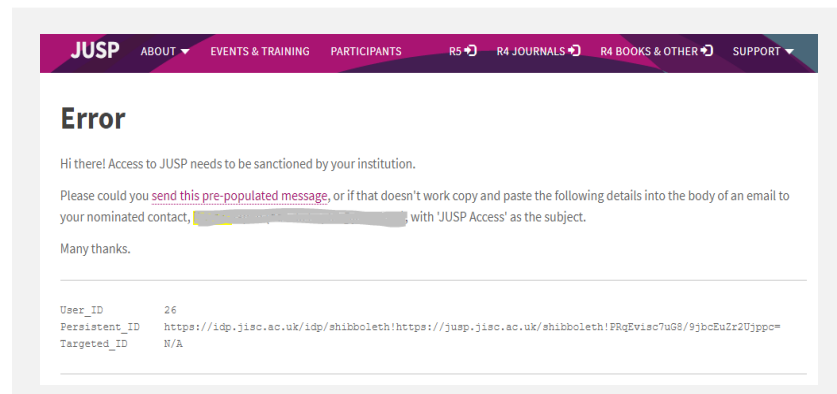 JUSP ABOUT EVENTS & TRAINING PARTICIPANTS R5 R4 JOURNALS R4 BOOKS & OTHER SUPPORT
Error
Hi there! Access to JUSP needs to be sanctioned by your institution.
Please could you send this pre-populated message, or if that doesn't work copy and paste the following details into the body of an email to
your nominated contact, , with 'JUSP Access' as the subject.
Many thanks.
User_ID 26
Persistent_ID https://idp.jisc.ac.uk/idp/shibboleth!https://jusp.jisc.ac.uk/shibboleth!PRqEvisc7uG8/9jbcEuZr2Ujppc=
Targeted_ID N/A